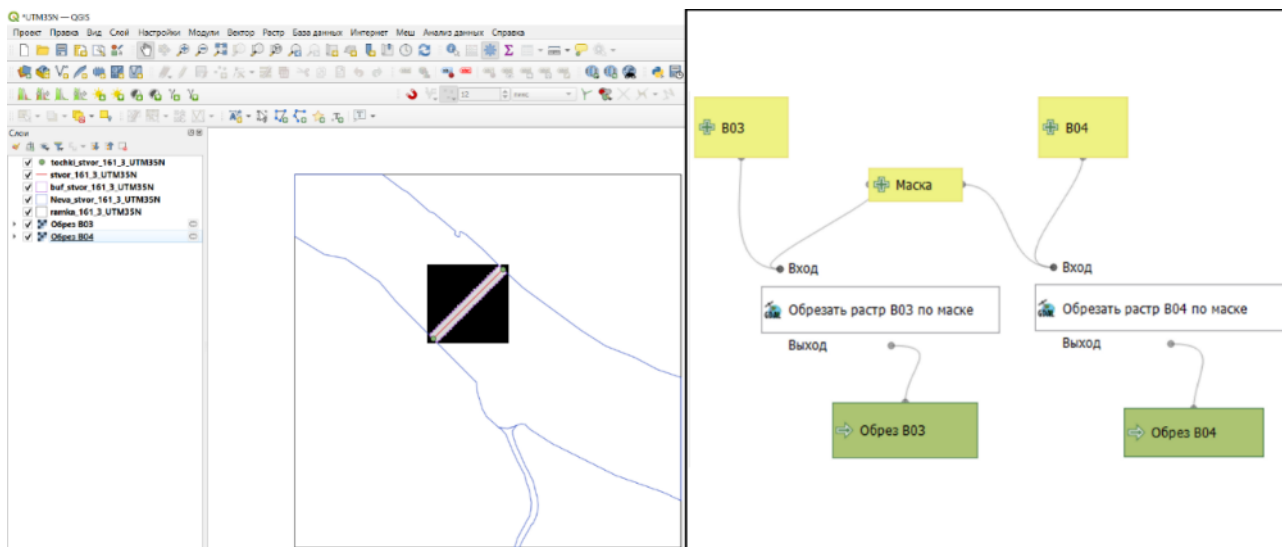 *UTM35N — QGIS
Проект Правка Вид Слой Настройки Модули Вектор Растр База данных Интернет Меш Анализ данных Справка
12
пикс
Слои
tochki_stvor_161_3_UTM35N
stvor_161_3_UTM35N
buf_stvor_161_3_UTM35N
Neva_stvor_161_3_UTM35N
ramka_161_3_UTM35N
Обрез B03
Обрез B04
B03
B04
Маска
Вход
Вход
Обрезать растр B03 по маске
Обрезать растр B04 по маске
Выход
Выход
Обрез B03
Обрез B04